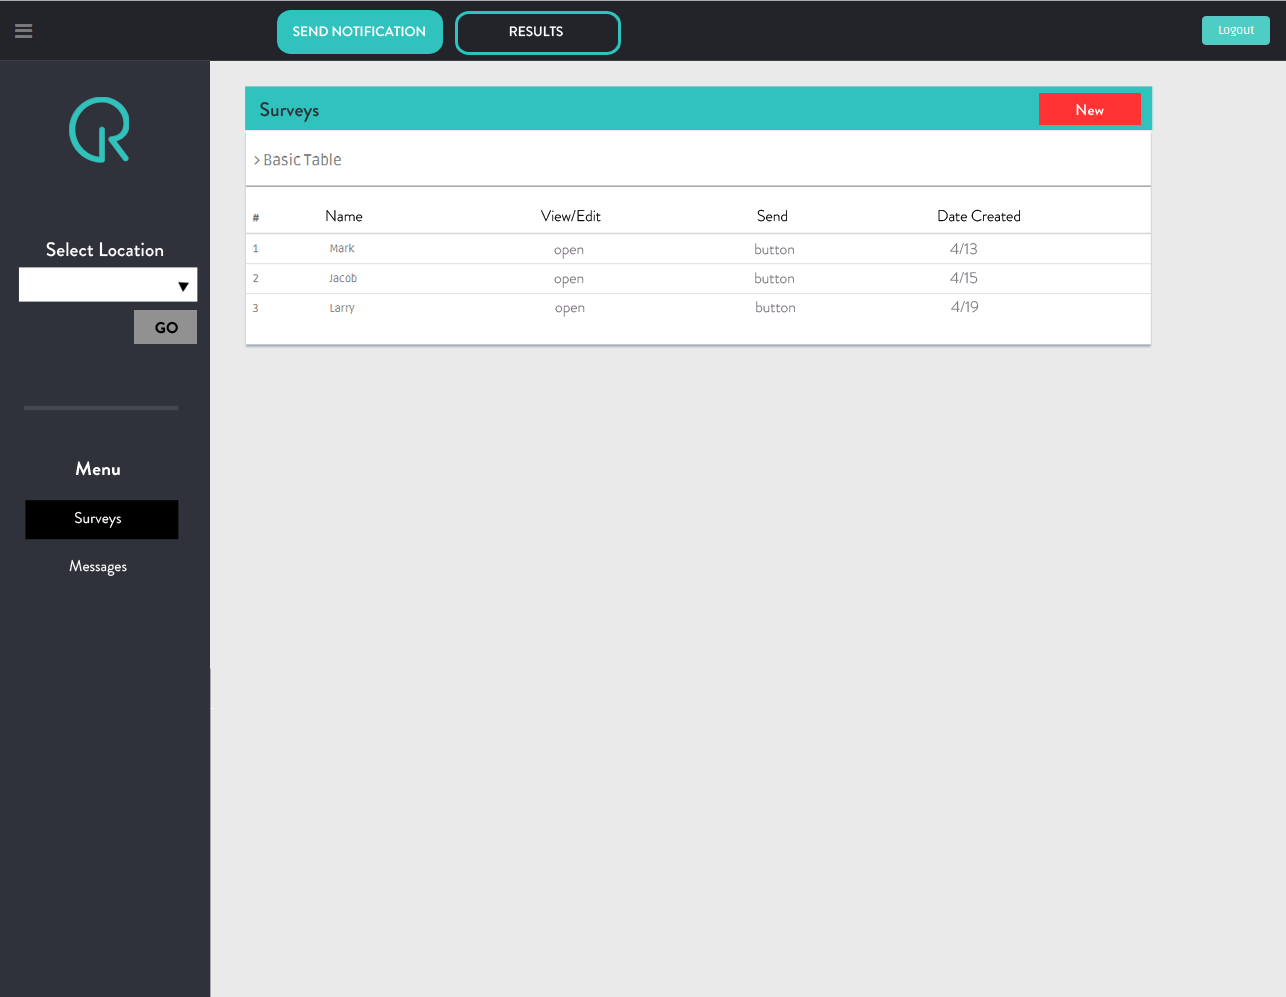 SEND NOTIFICATION RESULTS Logout
Select Location
GO
Menu
Surveys
Messages
Surveys New
> Basic Table
# Name View/Edit Send Date Created
1 Mark open button 4/13
2 Jacob open button 4/15
3 Larry open button 4/19